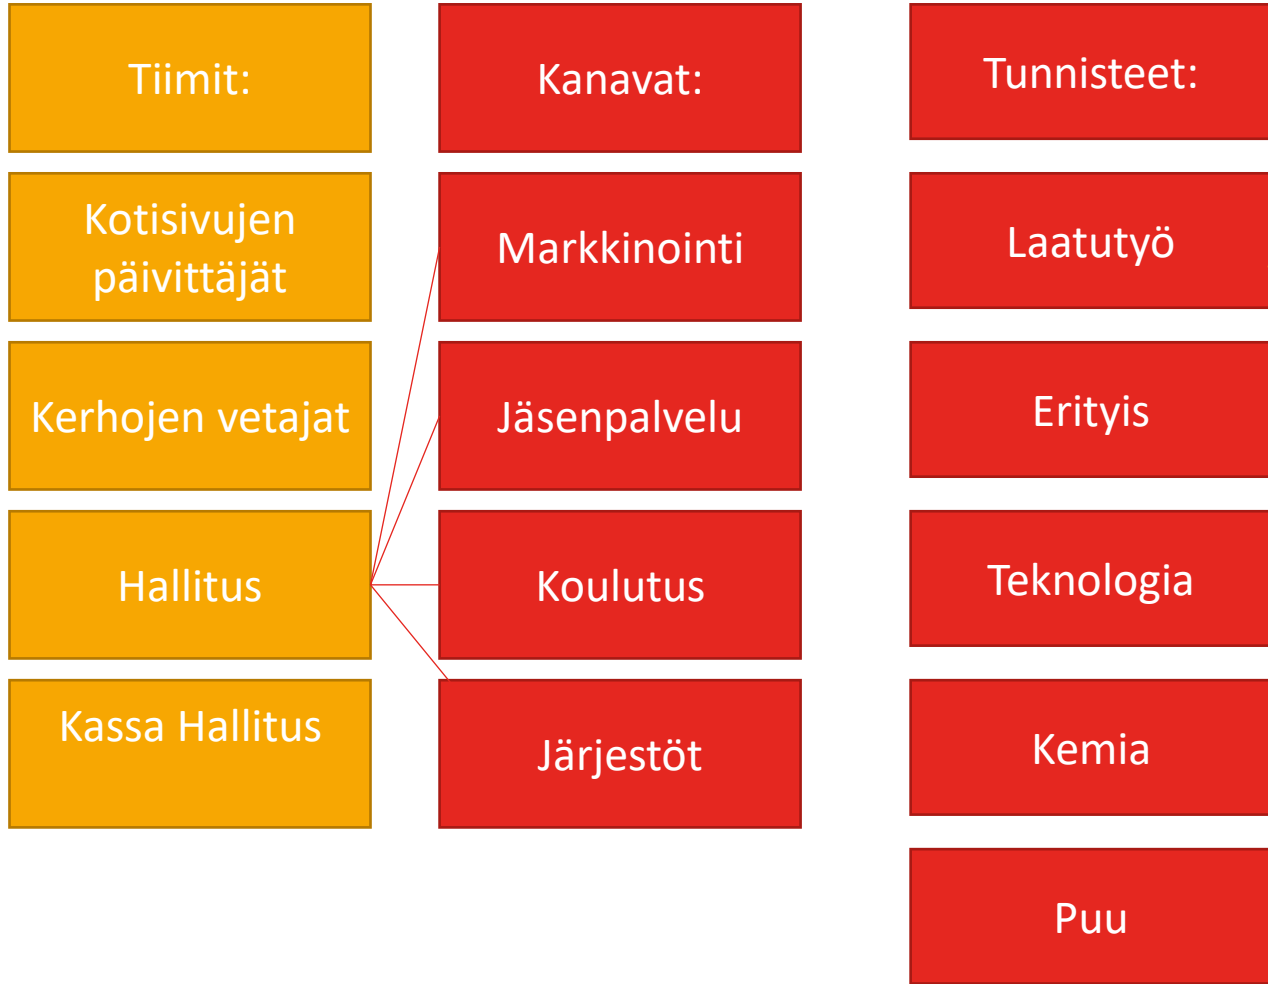 Tiimit:
Kotisivujen
päivittäjät
Kerhojen vetajat
Hallitus
Kassa Hallitus
Kanavat:
Markkinointi
Jäsenpalvelu
Koulutus
Järjestöt
Tunnisteet:
Laatutyö
Erityis
Teknologia
Kemia
Puu